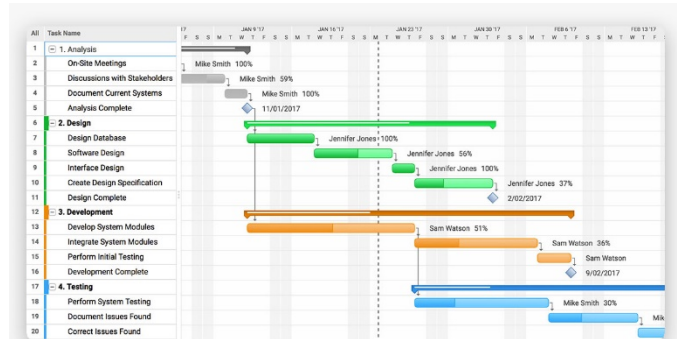 17 JAN 9 '17 JAN 16 '17 JAN 23 '17 JAN 30 '17 FEB 6 '17 FEB 13 '17
All Task Name F S S M T W T F S S M T W T F S S M T W T F S S M T W T F S S M T W T F S S M T W T F
1 1. Analysis
2 On-Site Meetings Mike Smith 100%
3 Discussions with Stakeholders Mike Smith 59%
4 Document Current Systems Mike Smith 100%
5 Analysis Complete 11/01/2017
6 2. Design
7 Design Database Jennifer Jones 100%
8 Software Design Jennifer Jones 56%
9 Interface Design Jennifer Jones 100%
10 Create Design Specification Jennifer Jones 37%
11 Design Complete 2/02/2017
12 3. Development
13 Develop System Modules Sam Watson 51%
14 Integrate System Modules Sam Watson 36%
15 Perform Initial Testing Sam Watson
16 Development Complete 9/02/2017
17 4. Testing
18 Perform System Testing Mike Smith 30%
19 Document Issues Found Mik
20 Correct Issues Found